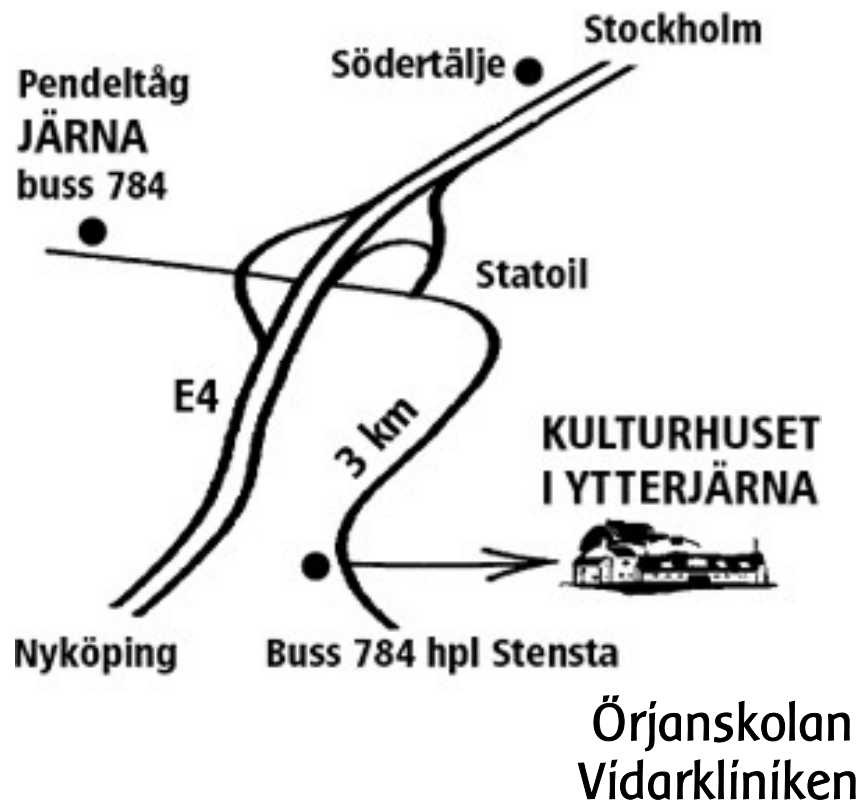 Stockholm
Södertälje
Pendeltåg
JÄRNA
buss 784
Statoil
E4
3 km
KULTURHUSET
I YTTERJÄRNA
Nyköping
Buss 784 hpl Stensta
Örjanskolan
Vidarkliniken